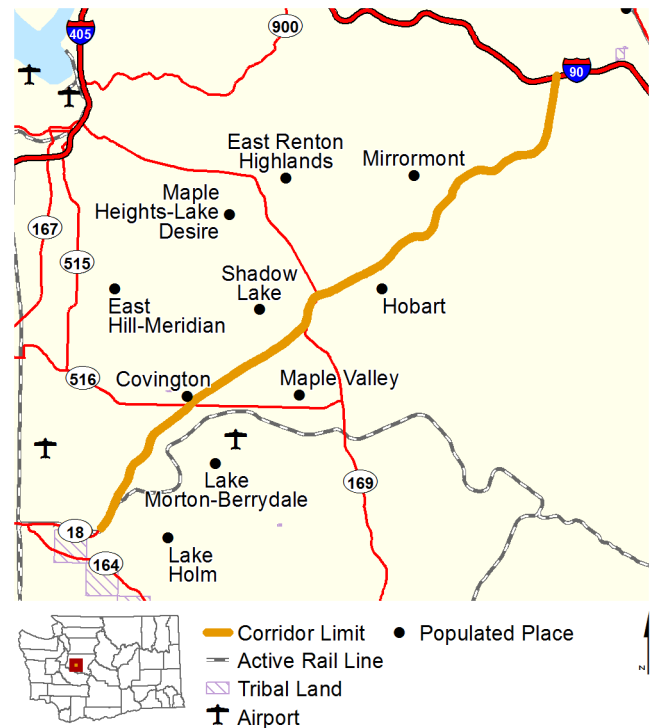 405
900
90
East Renton
Highlands
Mirrormont
Maple
Heights-Lake
Desire
167
515
Shadow
Lake
East
Hill-Meridian
Hobart
516
Covington
Maple Valley
Lake
Morton-Berrydale
169
18
164
Lake
Holm
Corridor Limit
Populated Place
Active Rail Line
Tribal Land
Airport
N